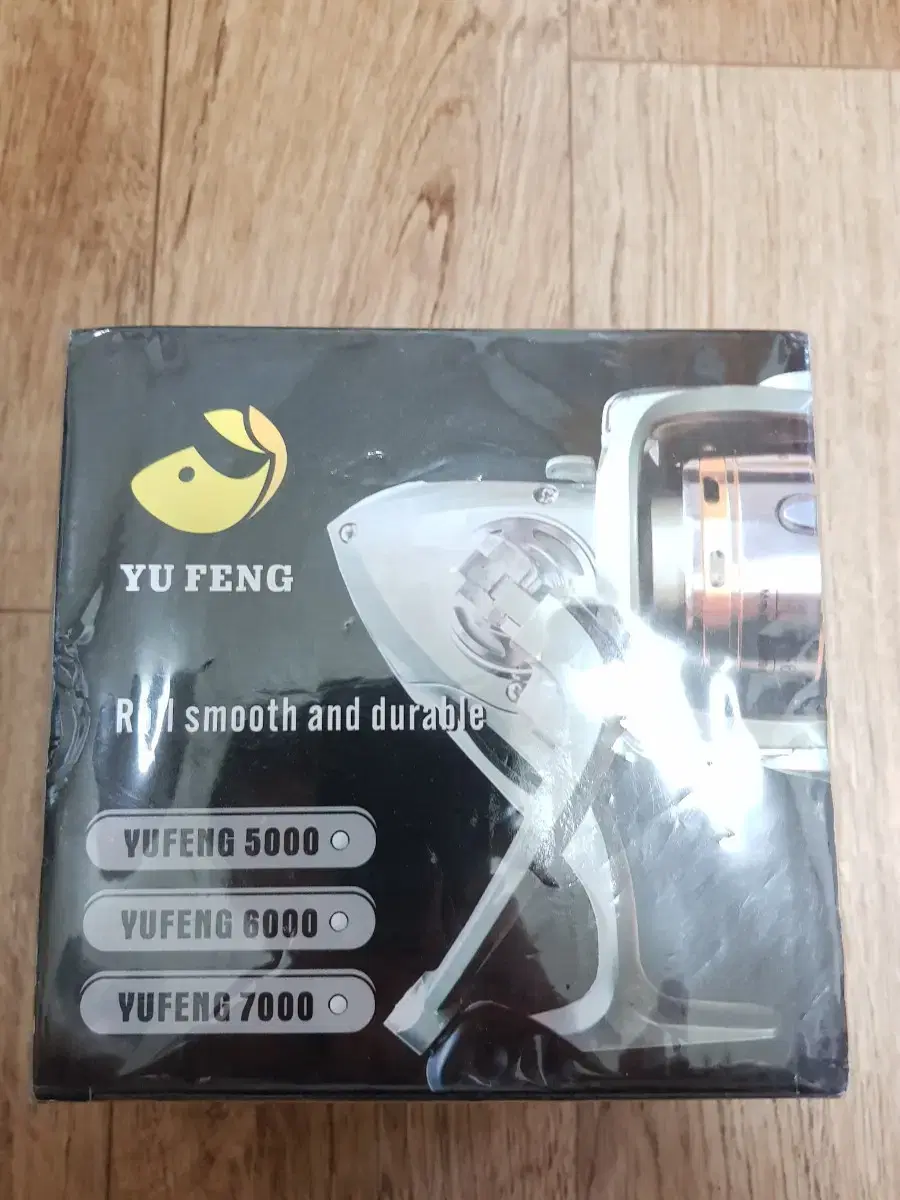 YU FENG
smooth and durable
YUFENG 5000
YUFENG 6000
YUFENG 7000